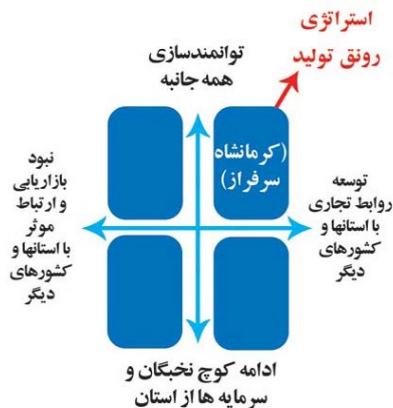 استراتژی
رونق تولید
توانمندسازی
همه جانبه
(کرمانشاه
سرفراز)
توسعه
روابط تجاری
با استانها و
کشورهای
دیگر
نبود
بازاریابی
و ارتباط
موثر
با استانها و
کشورهای
دیگر
ادامه کوچ نخبگان و
سرمایه ها از استان